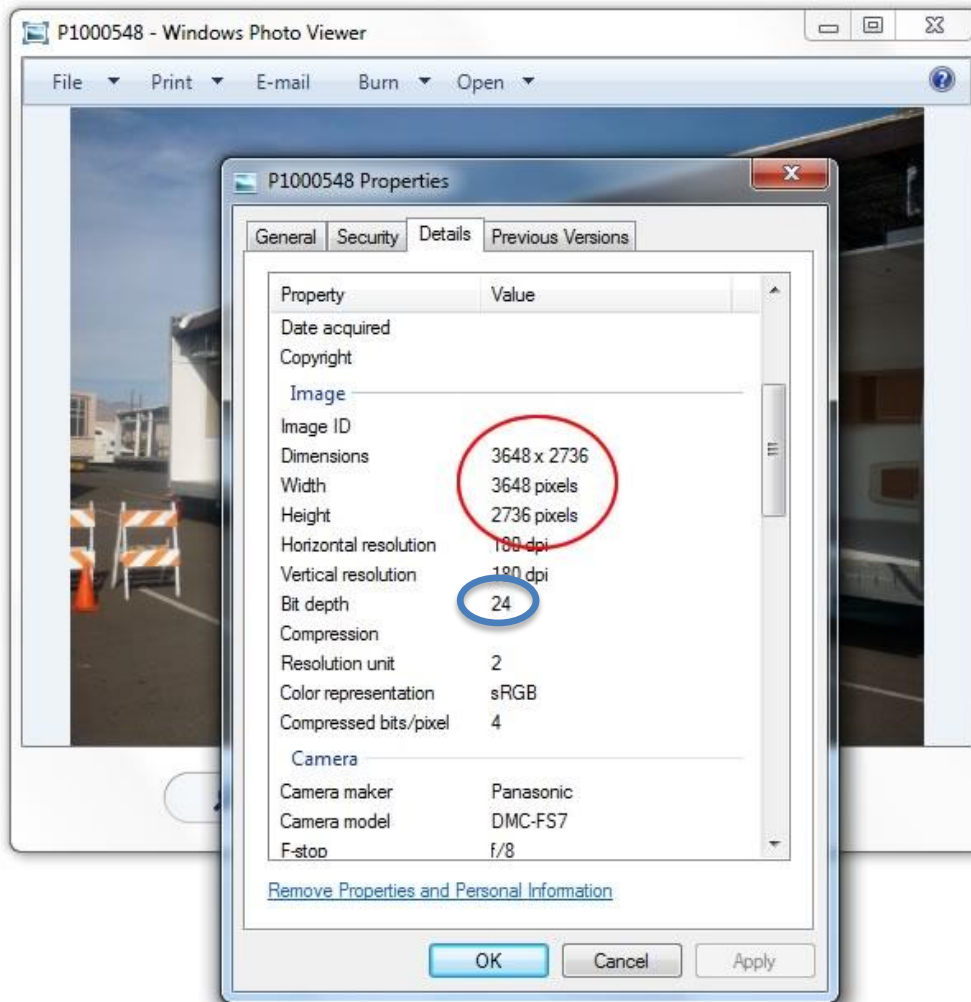 P1000548 - Windows Photo Viewer
File Print E-mail Burn Open
P1000548 Properties
General Security Details Previous Versions
Property Value
Date acquired
Copyright
Image
Image ID
Dimensions 3648 x 2736
Width 3648 pixels
Height 2736 pixels
Horizontal resolution 180 dpi
Vertical resolution 180 dpi
Bit depth 24
Compression
Resolution unit 2
Color representation sRGB
Compressed bits/pixel 4
Camera
Camera maker Panasonic
Camera model DMC-FS7
F-stop f/8
Remove Properties and Personal Information
OK Cancel Apply